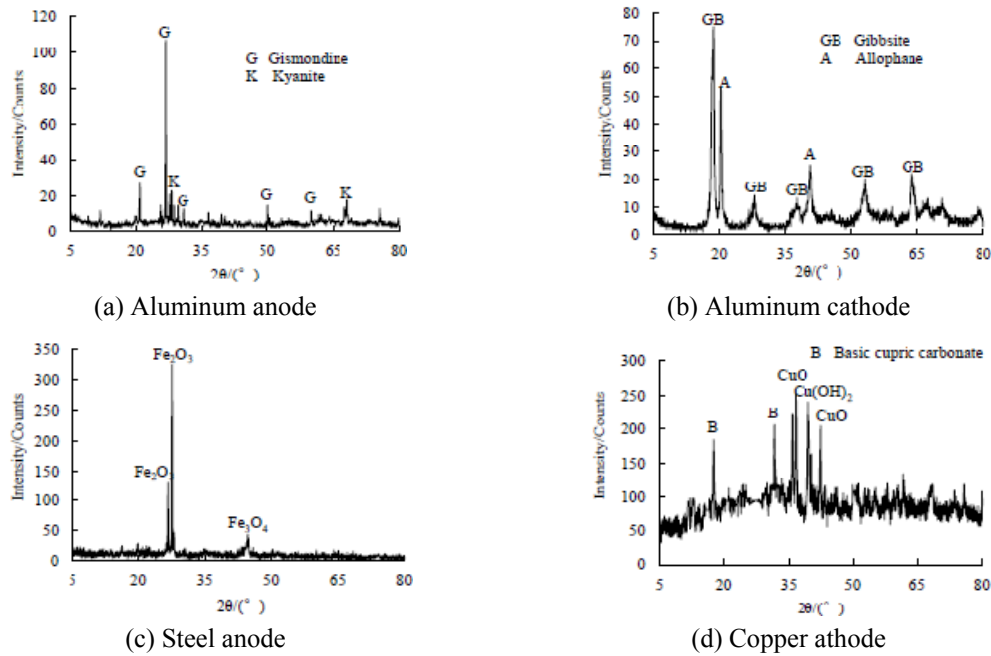 120
100
80
60
40
20
0
Intensity/Counts
G
G
K
G
G
G
K
G Gismondine
K Kyanite
5 20 35 50 65 80
2θ/(°)
(a) Aluminum anode
80
70
60
50
40
30
20
10
0
Intensity/Counts
GB
A
GB
GB
A
GB
GB
GB Gibbsite
A Allophane
5 20 35 50 65 80
2θ/(°)
(b) Aluminum cathode
350
300
250
200
150
100
50
0
Intensity/Counts
Fe₂O₃
Fe₂O₃
Fe₃O₄
5 20 35 50 65 80
2θ/(°)
(c) Steel anode
B Basic cupric carbonate
300
250
200
150
100
50
0
Intensity/Counts
CuO
Cu(OH)₂
CuO
B
B
5 20 35 50 65 80
2θ/(°)
(d) Copper athode